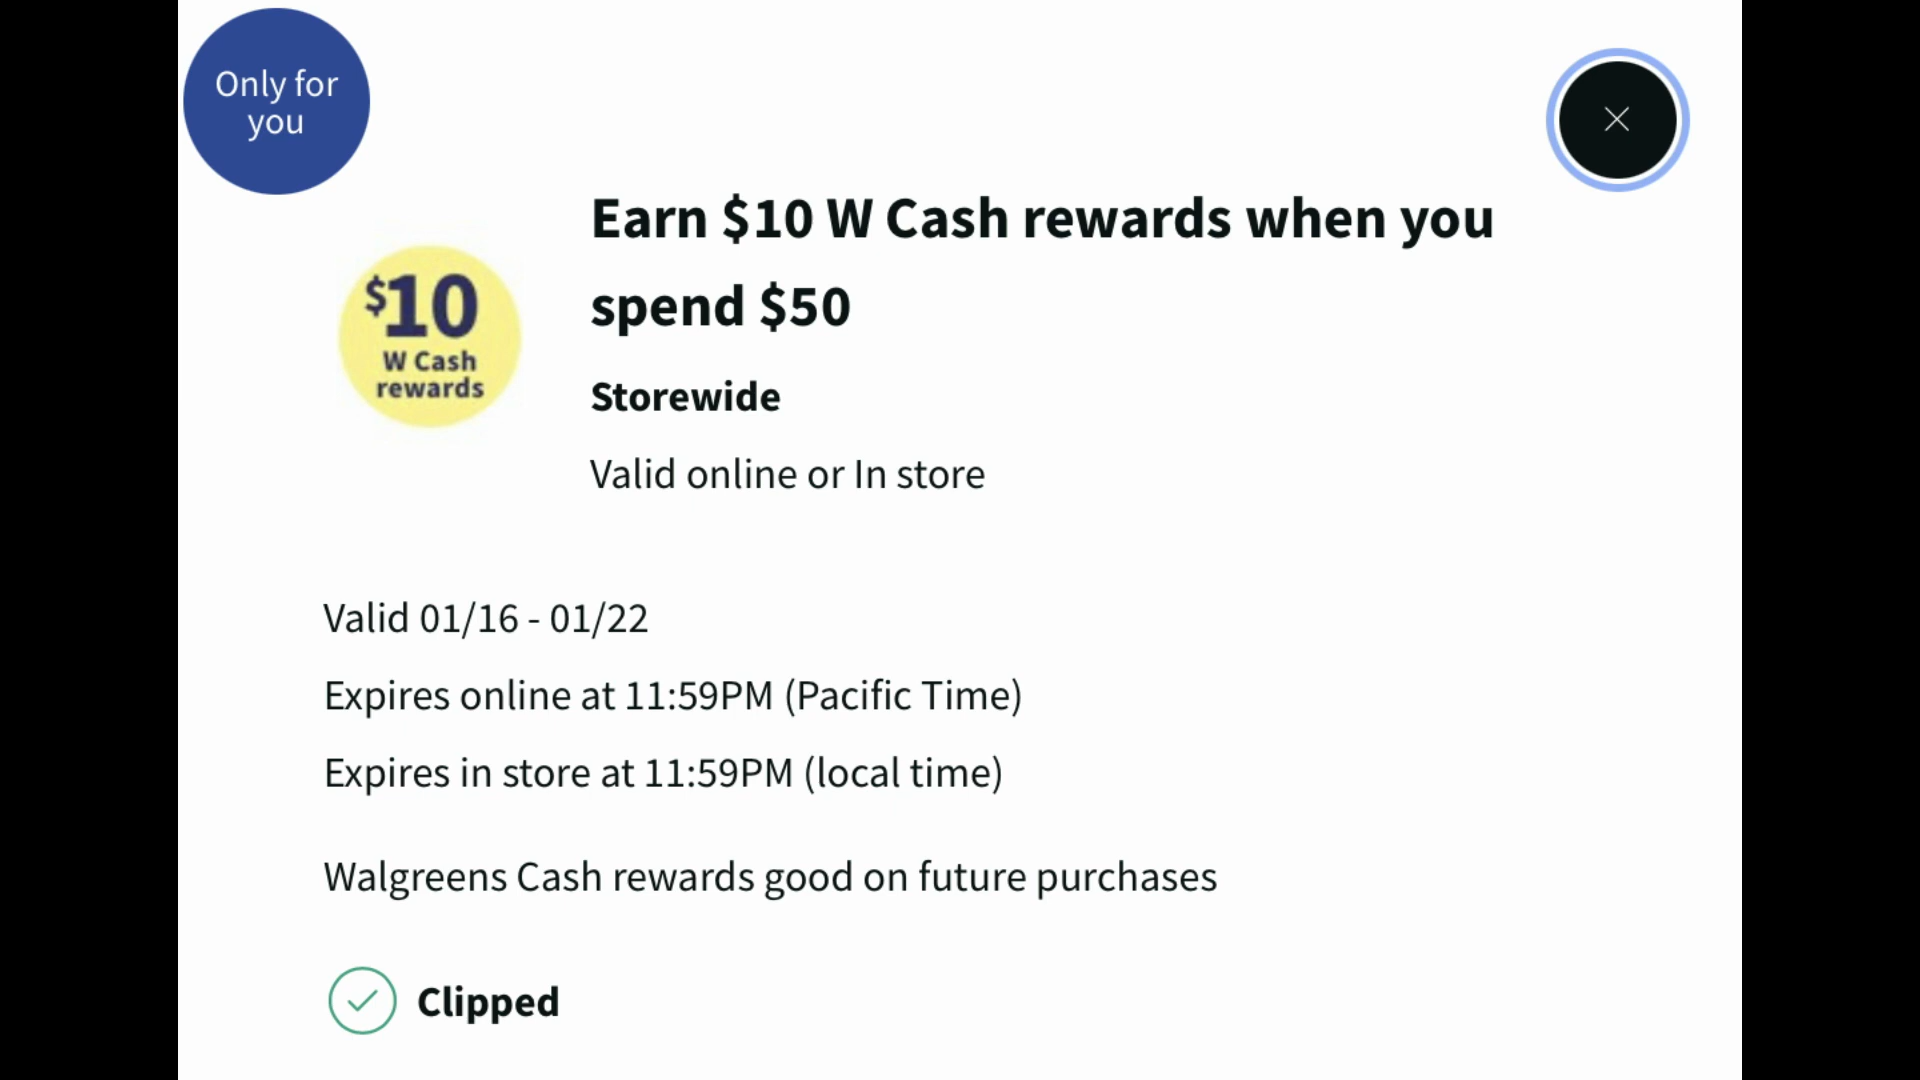 Only for
you
Earn $10 W Cash rewards when you
spend $50
$10
W Cash
rewards
Storewide
Valid online or In store
Valid 01/16 - 01/22
Expires online at 11:59PM (Pacific Time)
Expires in store at 11:59PM (local time)
Walgreens Cash rewards good on future purchases
Clipped